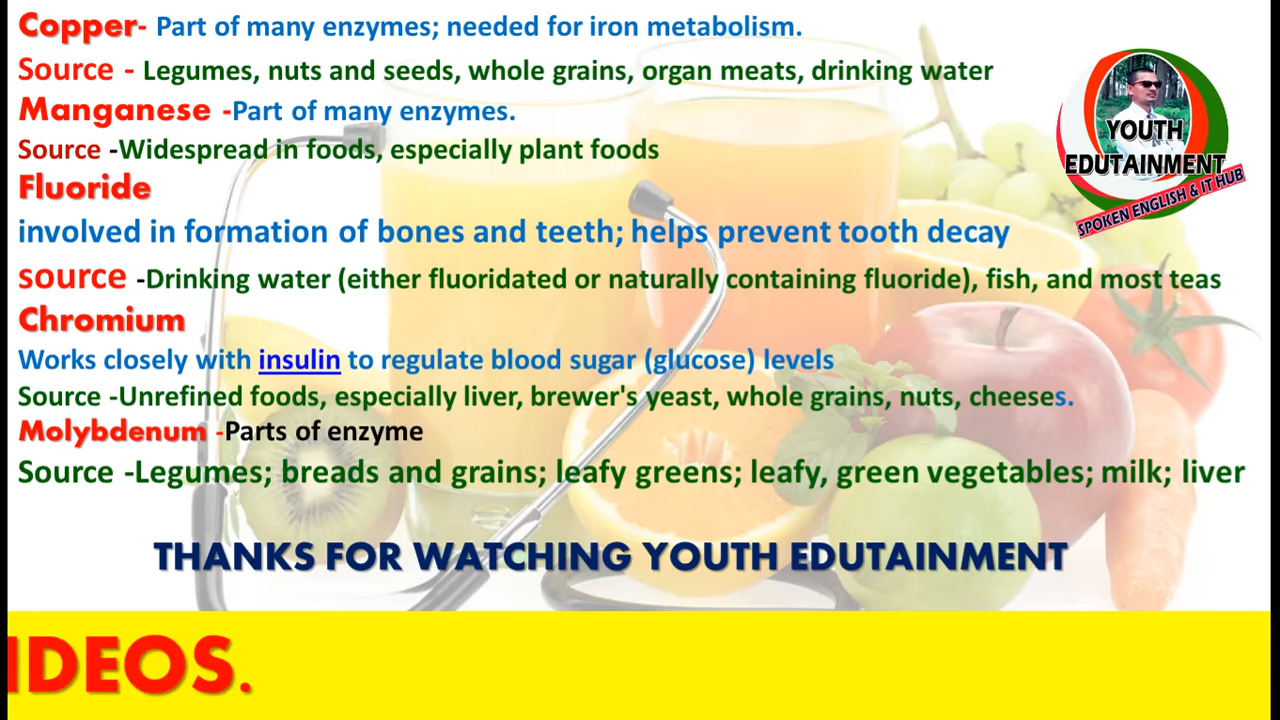 Copper- Part of many enzymes; needed for iron metabolism.
Source - Legumes, nuts and seeds, whole grains, organ meats, drinking water
Manganese -Part of many enzymes.
Source -Widespread in foods, especially plant foods
Fluoride
involved in formation of bones and teeth; helps prevent tooth decay
source -Drinking water (either fluoridated or naturally containing fluoride), fish, and most teas
Chromium
Works closely with insulin to regulate blood sugar (glucose) levels
Source -Unrefined foods, especially liver, brewer's yeast, whole grains, nuts, cheeses.
Molybdenum -Parts of enzyme
Source -Legumes; breads and grains; leafy greens; leafy, green vegetables; milk; liver
YOUTH
EDUTAINMENT
SPOKEN ENGLISH & IT HUB
THANKS FOR WATCHING YOUTH EDUTAINMENT
IDEOS.